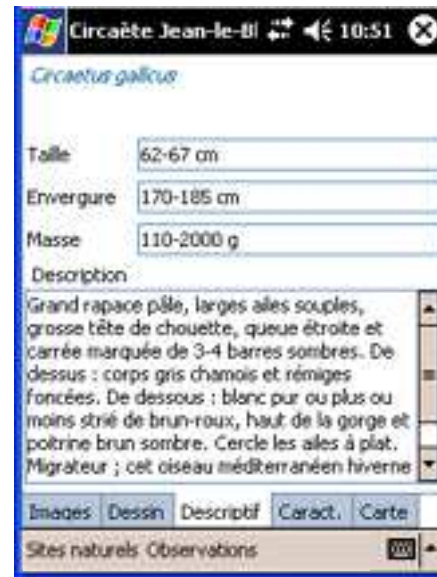 Circaète Jean-le-Bl 10:51
Circaetus gallicus
Taille 62-67 cm
Envergure 170-185 cm
Masse 110-2000 g
Description
Grand rapace pâle, larges ailes souples,
grosse tête de chouette, queue étroite et
carrée marquée de 3-4 barres sombres. De
dessus : corps gris chamois et rémiges
foncées. De dessous : blanc pur ou plus ou
moins strié de brun-roux, haut de la gorge et
poitrine brun sombre. Cercle les ailes à plat.
Migrateur ; cet oiseau méditerranéen hiverne
Images Dessin Descriptif Caract. Carte
Sites naturels Observations